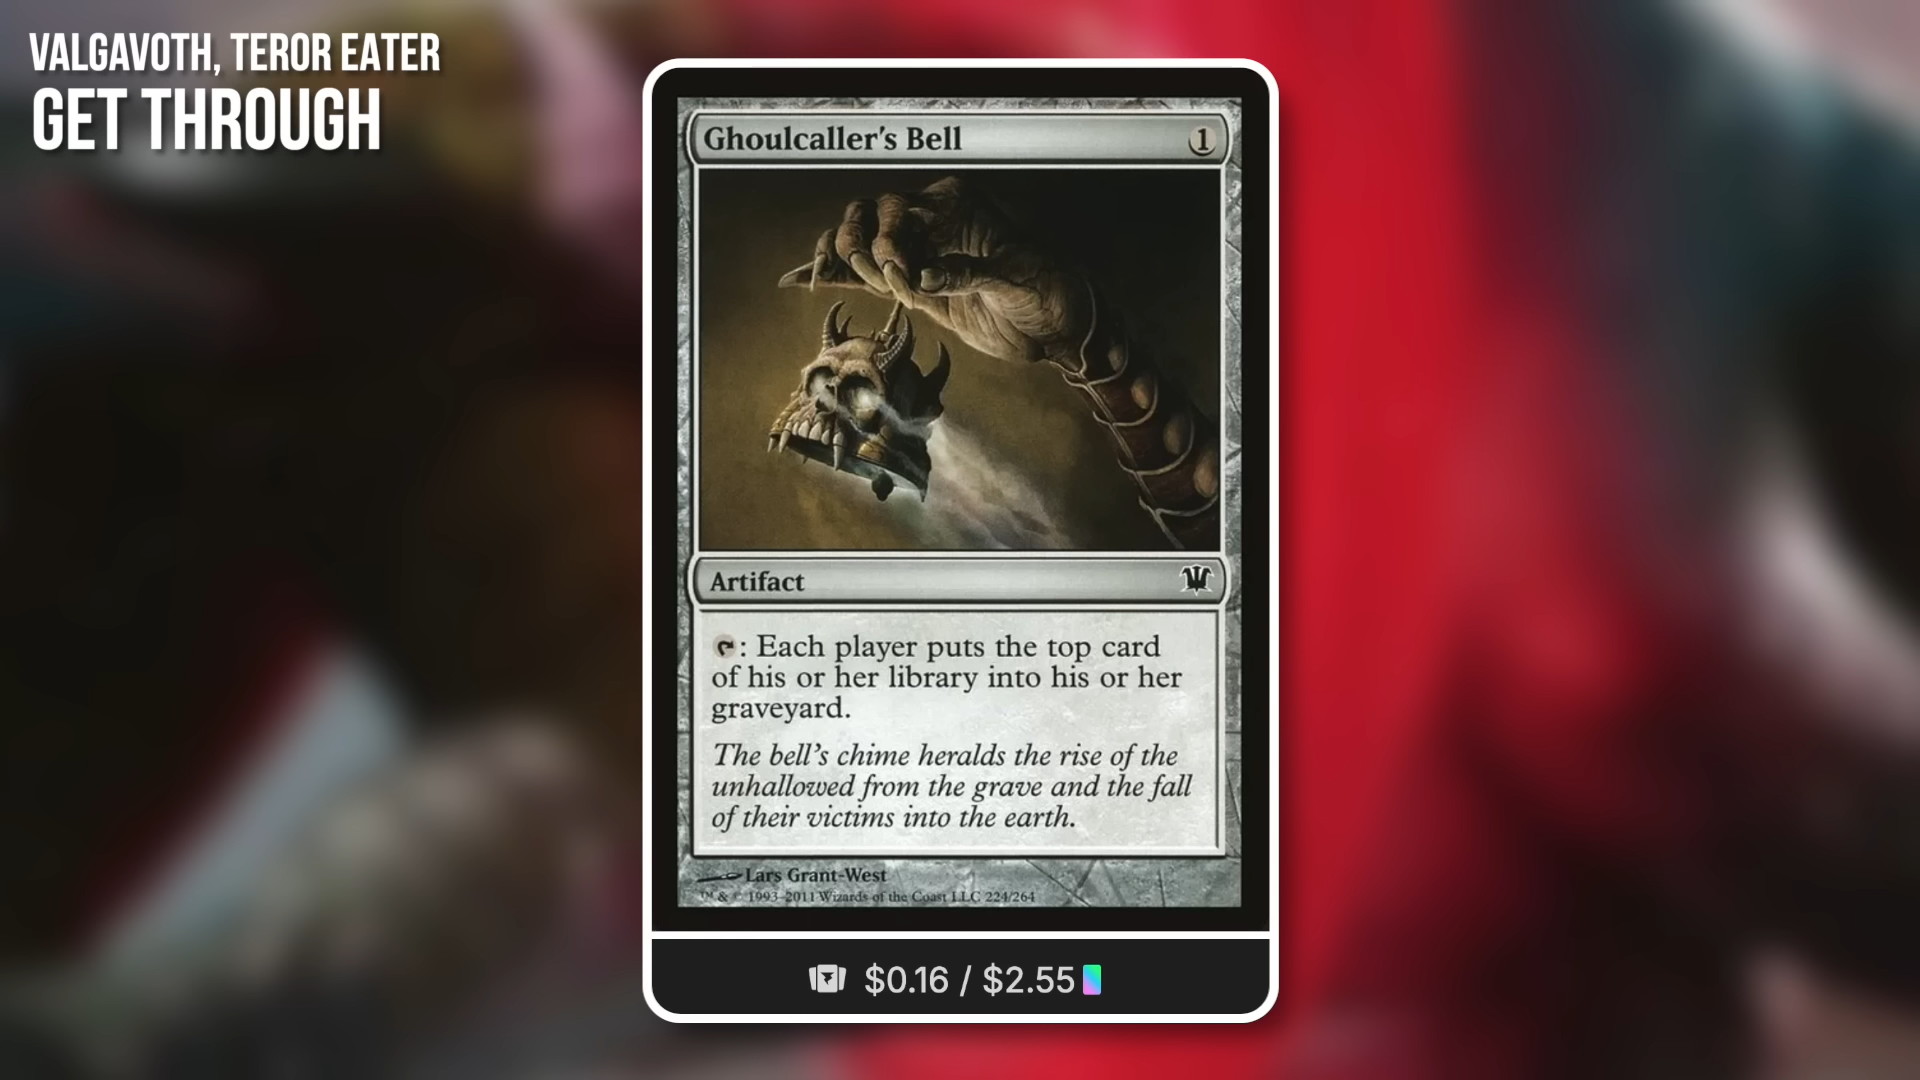 VALGAVOTH, TEROR EATER
GET THROUGH
Ghoulcaller's Bell 1
Artifact
: Each player puts the top card
of his or her library into his or her
graveyard.
The bell's chime heralds the rise of the
unhallowed from the grave and the fall
of their victims into the earth.
Lars Grant-West
™ & © 1993–2011 Wizards of the Coast LLC 224/264
$0.16 / $2.55